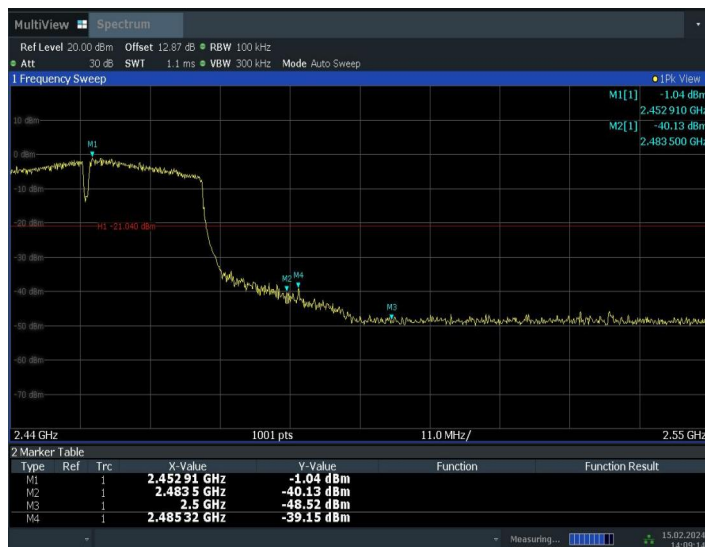 MultiView Spectrum
Ref Level 20.00 dBm Offset 12.87 dB RBW 100 kHz
Att 30 dB SWT 1.1 ms VBW 300 kHz Mode Auto Sweep
1 Frequency Sweep 1Pk View
M1[1] -1.04 dBm
2.452 910 GHz
10 dBm
M2[1] -40.13 dBm
2.483 500 GHz
M1
0 dBm
-10 dBm
-20 dBm
H1 -21.040 dBm
-30 dBm
M2 M4
-40 dBm
M3
-50 dBm
-60 dBm
-70 dBm
2.44 GHz 1001 pts 11.0 MHz/ 2.55 GHz
2 Marker Table
Type Ref Trc X-Value Y-Value Function Function Result
M1 1 2.452 91 GHz -1.04 dBm
M2 1 2.483 5 GHz -40.13 dBm
M3 1 2.5 GHz -48.52 dBm
M4 1 2.485 32 GHz -39.15 dBm
Measuring... 15.02.2024
14:09:14